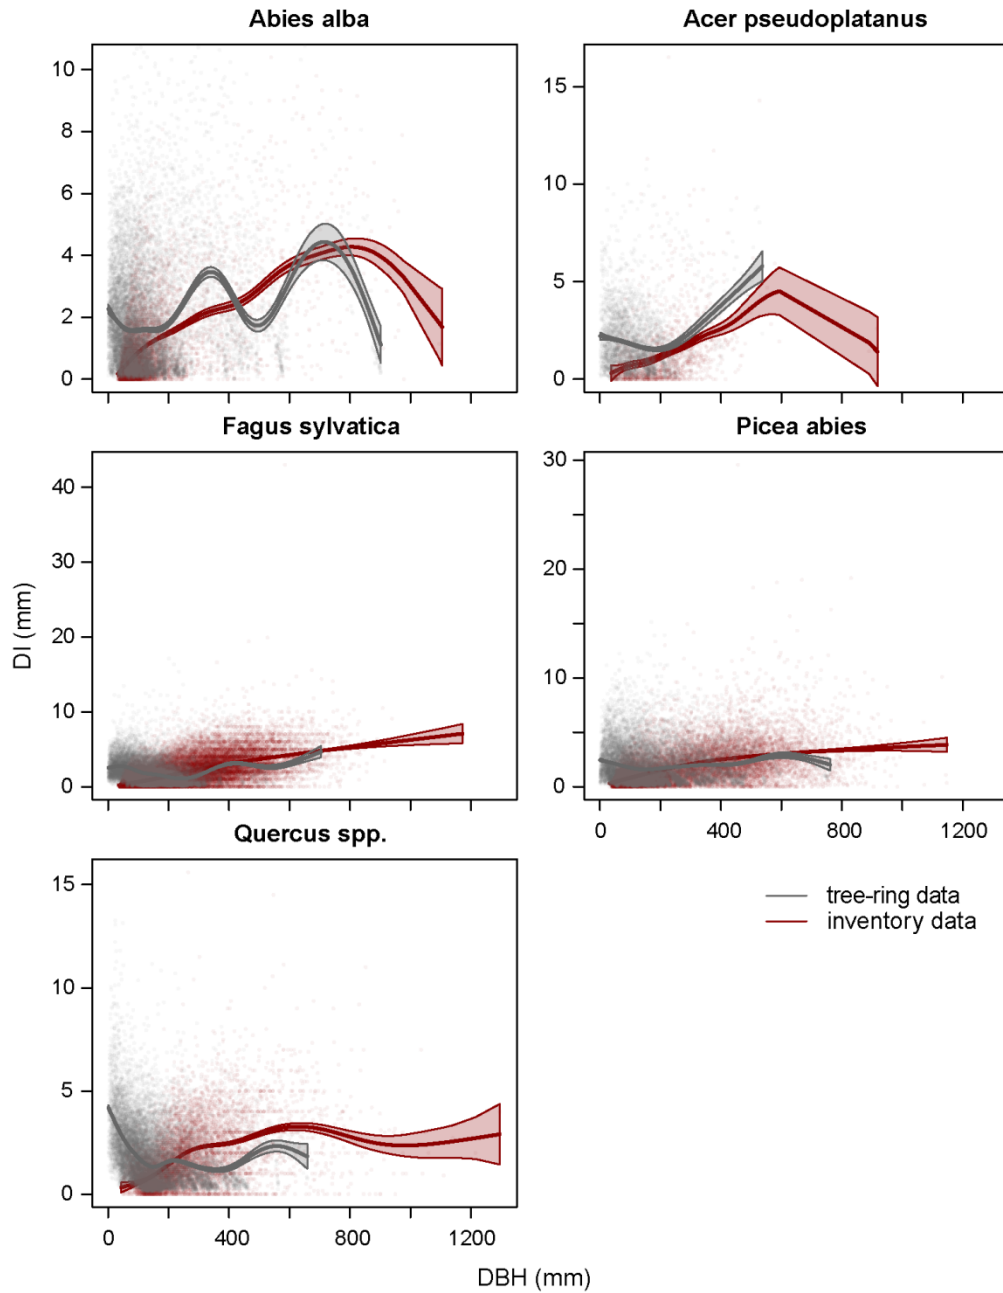 Abies alba
Acer pseudoplatanus
10
8
6
4
2
0
15
10
5
0
Fagus sylvatica
Picea abies
40
30
20
10
0
30
20
10
0
0 400 800 1200
DI (mm)
Quercus spp.
15
10
5
0
0 400 800 1200
tree-ring data
inventory data
DBH (mm)